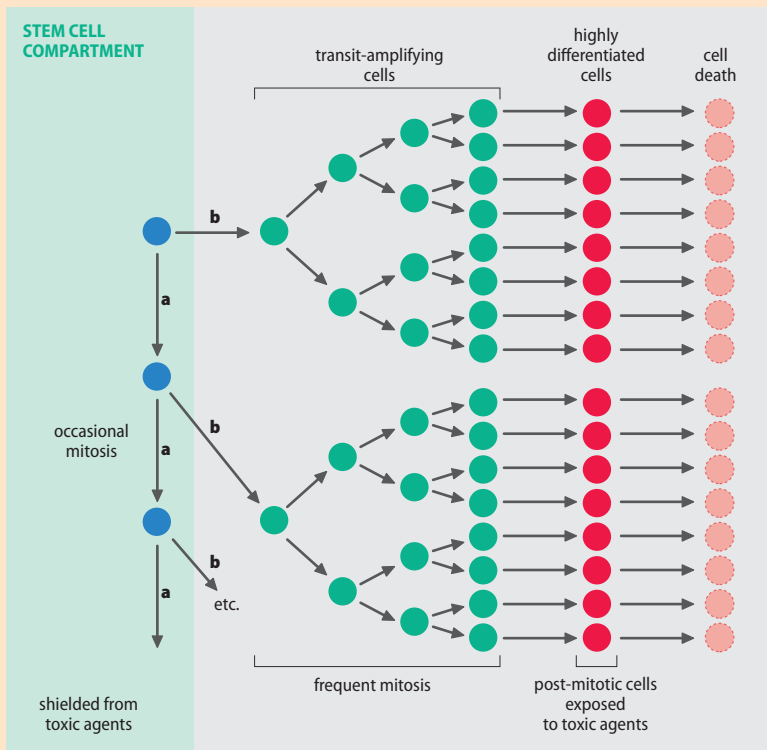 STEM CELL
COMPARTMENT
transit-amplifying
cells
highly
differentiated
cells
cell
death
b
a
b
occasional
mitosis
a
b
a
etc.
frequent mitosis
post-mitotic cells
exposed
to toxic agents
shielded from
toxic agents